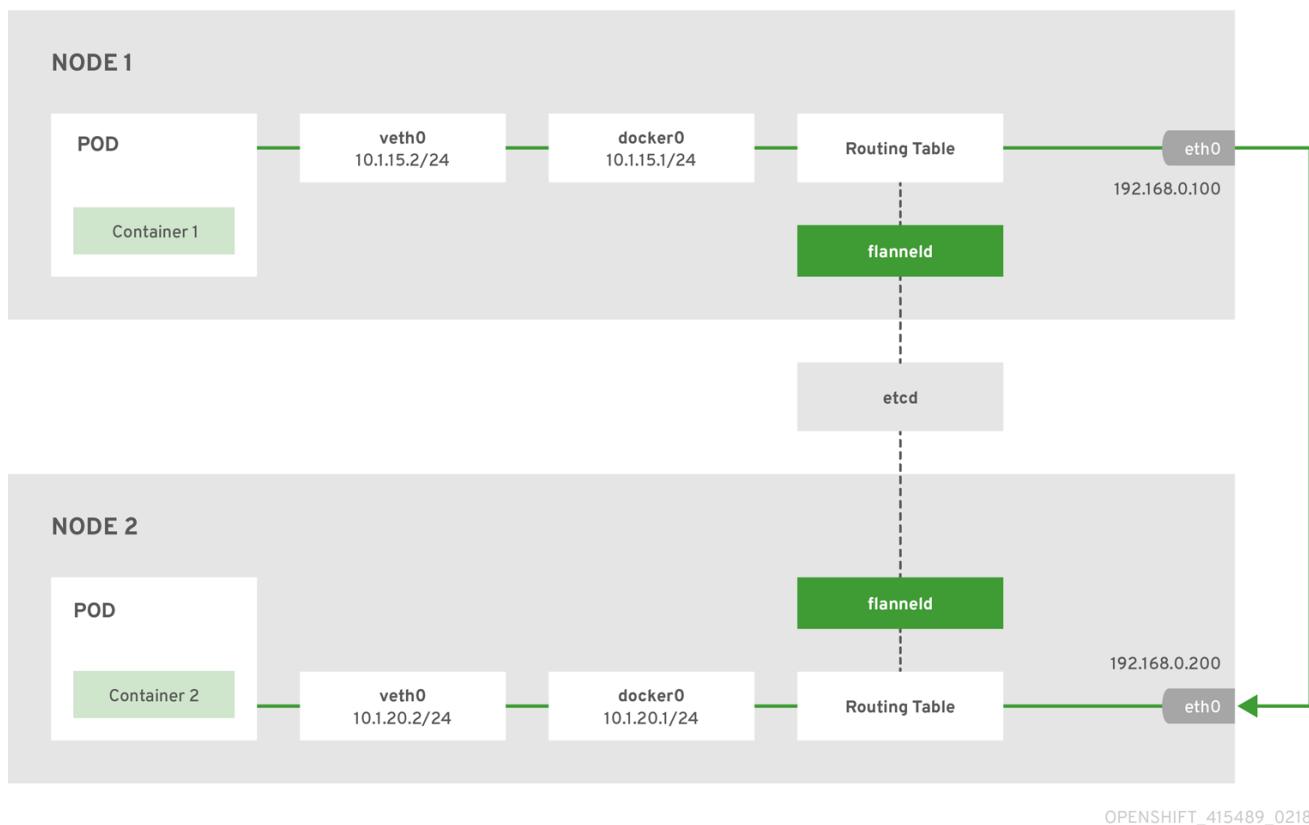 NODE 1
POD
Container 1
veth0
10.1.15.2/24
docker0
10.1.15.1/24
Routing Table
eth0
192.168.0.100
flanneld
etcd
NODE 2
POD
Container 2
veth0
10.1.20.2/24
docker0
10.1.20.1/24
flanneld
Routing Table
192.168.0.200
eth0
OPENSHIFT_415489_0218